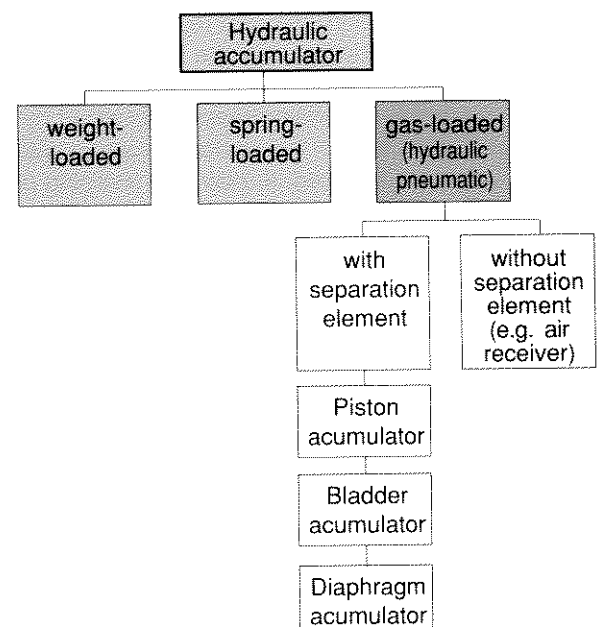 Hydraulic
accumulator
weight-
loaded
spring-
loaded
gas-loaded
(hydraulic
pneumatic)
with
separation
element
without
separation
element
(e.g. air
receiver)
Piston
acumulator
Bladder
acumulator
Diaphragm
acumulator